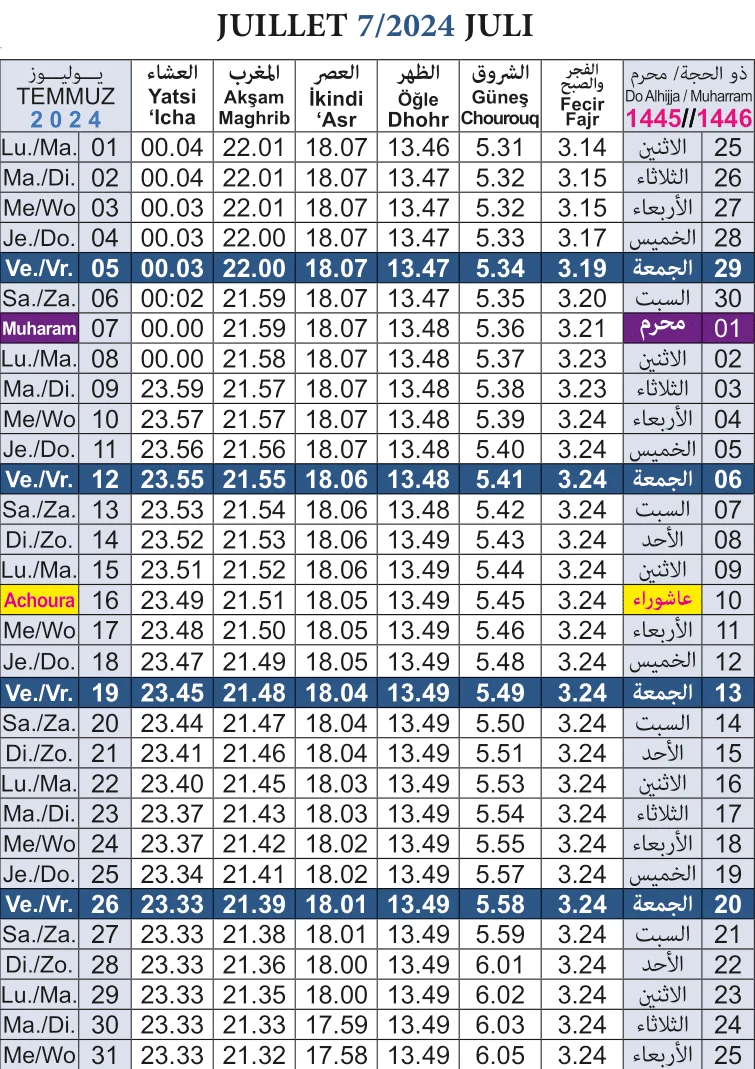 JUILLET 7/2024 JULI
يــولـيــوز العشاء المغرب العصر الظهر الشروق الفجر والصبح ذو الحجة/ محرم
TEMMUZ Yatsi Akşam İkindi Öğle Güneş Fecir Do Alhijja / Muharram
2024 ‘Icha Maghrib ‘Asr Dhohr Chourouq Fajr 1445//1446
Lu./Ma. 01 00.04 22.01 18.07 13.46 5.31 3.14 الاثنين 25
Ma./Di. 02 00.04 22.01 18.07 13.47 5.32 3.15 الثلاثاء 26
Me/Wo 03 00.03 22.01 18.07 13.47 5.32 3.15 الأربعاء 27
Je./Do. 04 00.03 22.00 18.07 13.47 5.33 3.17 الخميس 28
Ve./Vr. 05 00.03 22.00 18.07 13.47 5.34 3.19 الجمعة 29
Sa./Za. 06 00:02 21.59 18.07 13.47 5.35 3.20 السبت 30
Muharam 07 00.00 21.59 18.07 13.48 5.36 3.21 محرم 01
Lu./Ma. 08 00.00 21.58 18.07 13.48 5.37 3.23 الاثنين 02
Ma./Di. 09 23.59 21.57 18.07 13.48 5.38 3.23 الثلاثاء 03
Me/Wo 10 23.57 21.57 18.07 13.48 5.39 3.24 الأربعاء 04
Je./Do. 11 23.56 21.56 18.07 13.48 5.40 3.24 الخميس 05
Ve./Vr. 12 23.55 21.55 18.06 13.48 5.41 3.24 الجمعة 06
Sa./Za. 13 23.53 21.54 18.06 13.48 5.42 3.24 السبت 07
Di./Zo. 14 23.52 21.53 18.06 13.49 5.43 3.24 الأحد 08
Lu./Ma. 15 23.51 21.52 18.06 13.49 5.44 3.24 الاثنين 09
Achoura 16 23.49 21.51 18.05 13.49 5.45 3.24 عاشوراء 10
Me/Wo 17 23.48 21.50 18.05 13.49 5.46 3.24 الأربعاء 11
Je./Do. 18 23.47 21.49 18.05 13.49 5.48 3.24 الخميس 12
Ve./Vr. 19 23.45 21.48 18.04 13.49 5.49 3.24 الجمعة 13
Sa./Za. 20 23.44 21.47 18.04 13.49 5.50 3.24 السبت 14
Di./Zo. 21 23.41 21.46 18.04 13.49 5.51 3.24 الأحد 15
Lu./Ma. 22 23.40 21.45 18.03 13.49 5.53 3.24 الاثنين 16
Ma./Di. 23 23.37 21.43 18.03 13.49 5.54 3.24 الثلاثاء 17
Me/Wo 24 23.37 21.42 18.02 13.49 5.55 3.24 الأربعاء 18
Je./Do. 25 23.34 21.41 18.02 13.49 5.57 3.24 الخميس 19
Ve./Vr. 26 23.33 21.39 18.01 13.49 5.58 3.24 الجمعة 20
Sa./Za. 27 23.33 21.38 18.01 13.49 5.59 3.24 السبت 21
Di./Zo. 28 23.33 21.36 18.00 13.49 6.01 3.24 الأحد 22
Lu./Ma. 29 23.33 21.35 18.00 13.49 6.02 3.24 الاثنين 23
Ma./Di. 30 23.33 21.33 17.59 13.49 6.03 3.24 الثلاثاء 24
Me/Wo 31 23.33 21.32 17.58 13.49 6.05 3.24 الأربعاء 25